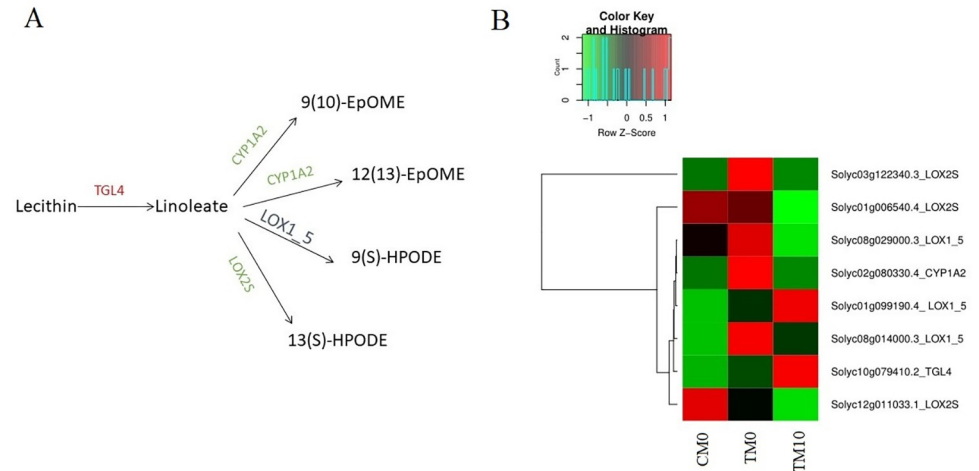 A
9(10)-EpOME
CYP1A2
CYP1A2
12(13)-EpOME
TGL4
Lecithin
Linoleate
LOX1_5
9(S)-HPODE
LOX2S
13(S)-HPODE
B
Color Key
and Histogram
Count
0 1 2
−1 0 0.5 1
Row Z-Score
Solyc03g122340.3_LOX2S
Solyc01g006540.4_LOX2S
Solyc08g029000.3_LOX1_5
Solyc02g080330.4_CYP1A2
Solyc01g099190.4_ LOX1_5
Solyc08g014000.3_LOX1_5
Solyc10g079410.2_TGL4
Solyc12g011033.1_LOX2S
CM0
TM0
TM10